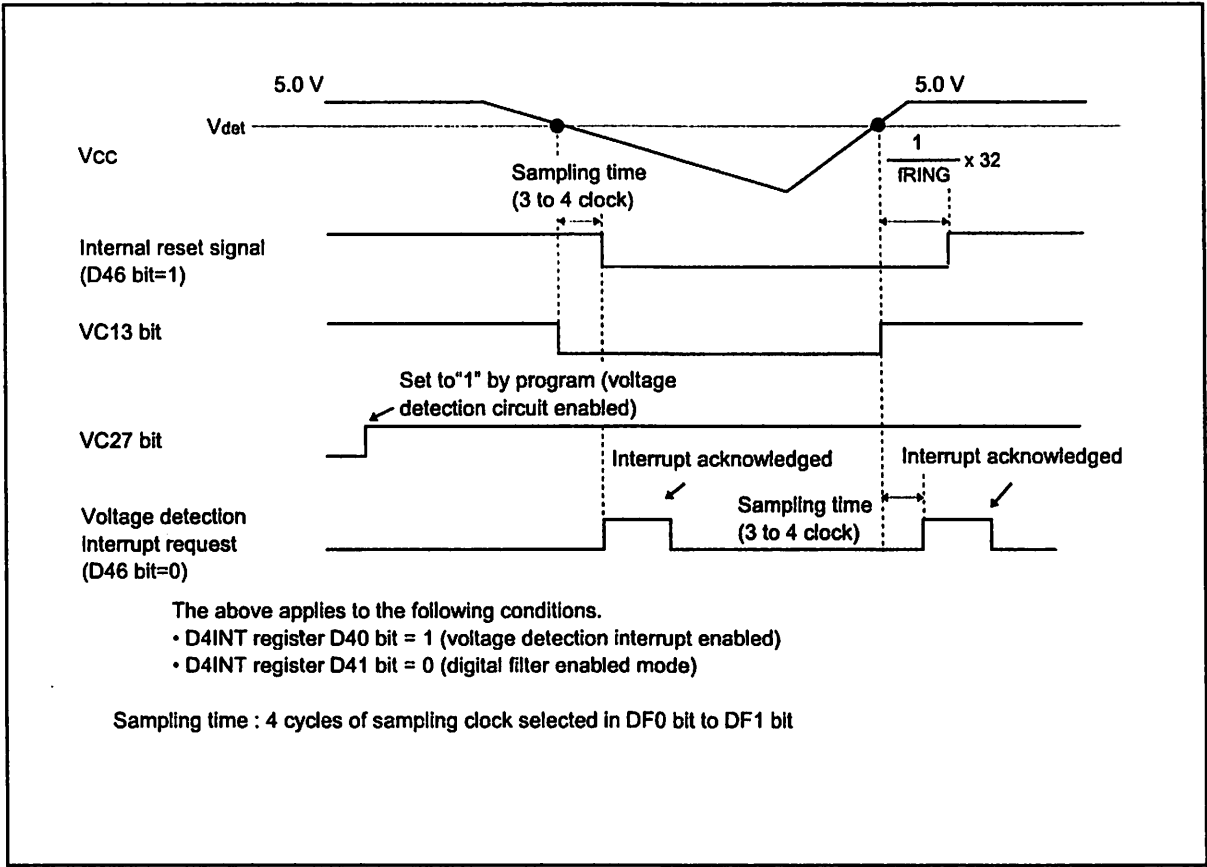 5.0 V
5.0 V
Vdet
Vcc
1
fRING
x 32
Sampling time
(3 to 4 clock)
Internal reset signal
(D46 bit=1)
VC13 bit
Set to"1" by program (voltage
detection circuit enabled)
VC27 bit
Interrupt acknowledged
Interrupt acknowledged
Voltage detection
Interrupt request
(D46 bit=0)
Sampling time
(3 to 4 clock)
The above applies to the following conditions.
• D4INT register D40 bit = 1 (voltage detection interrupt enabled)
• D4INT register D41 bit = 0 (digital filter enabled mode)
Sampling time : 4 cycles of sampling clock selected in DF0 bit to DF1 bit